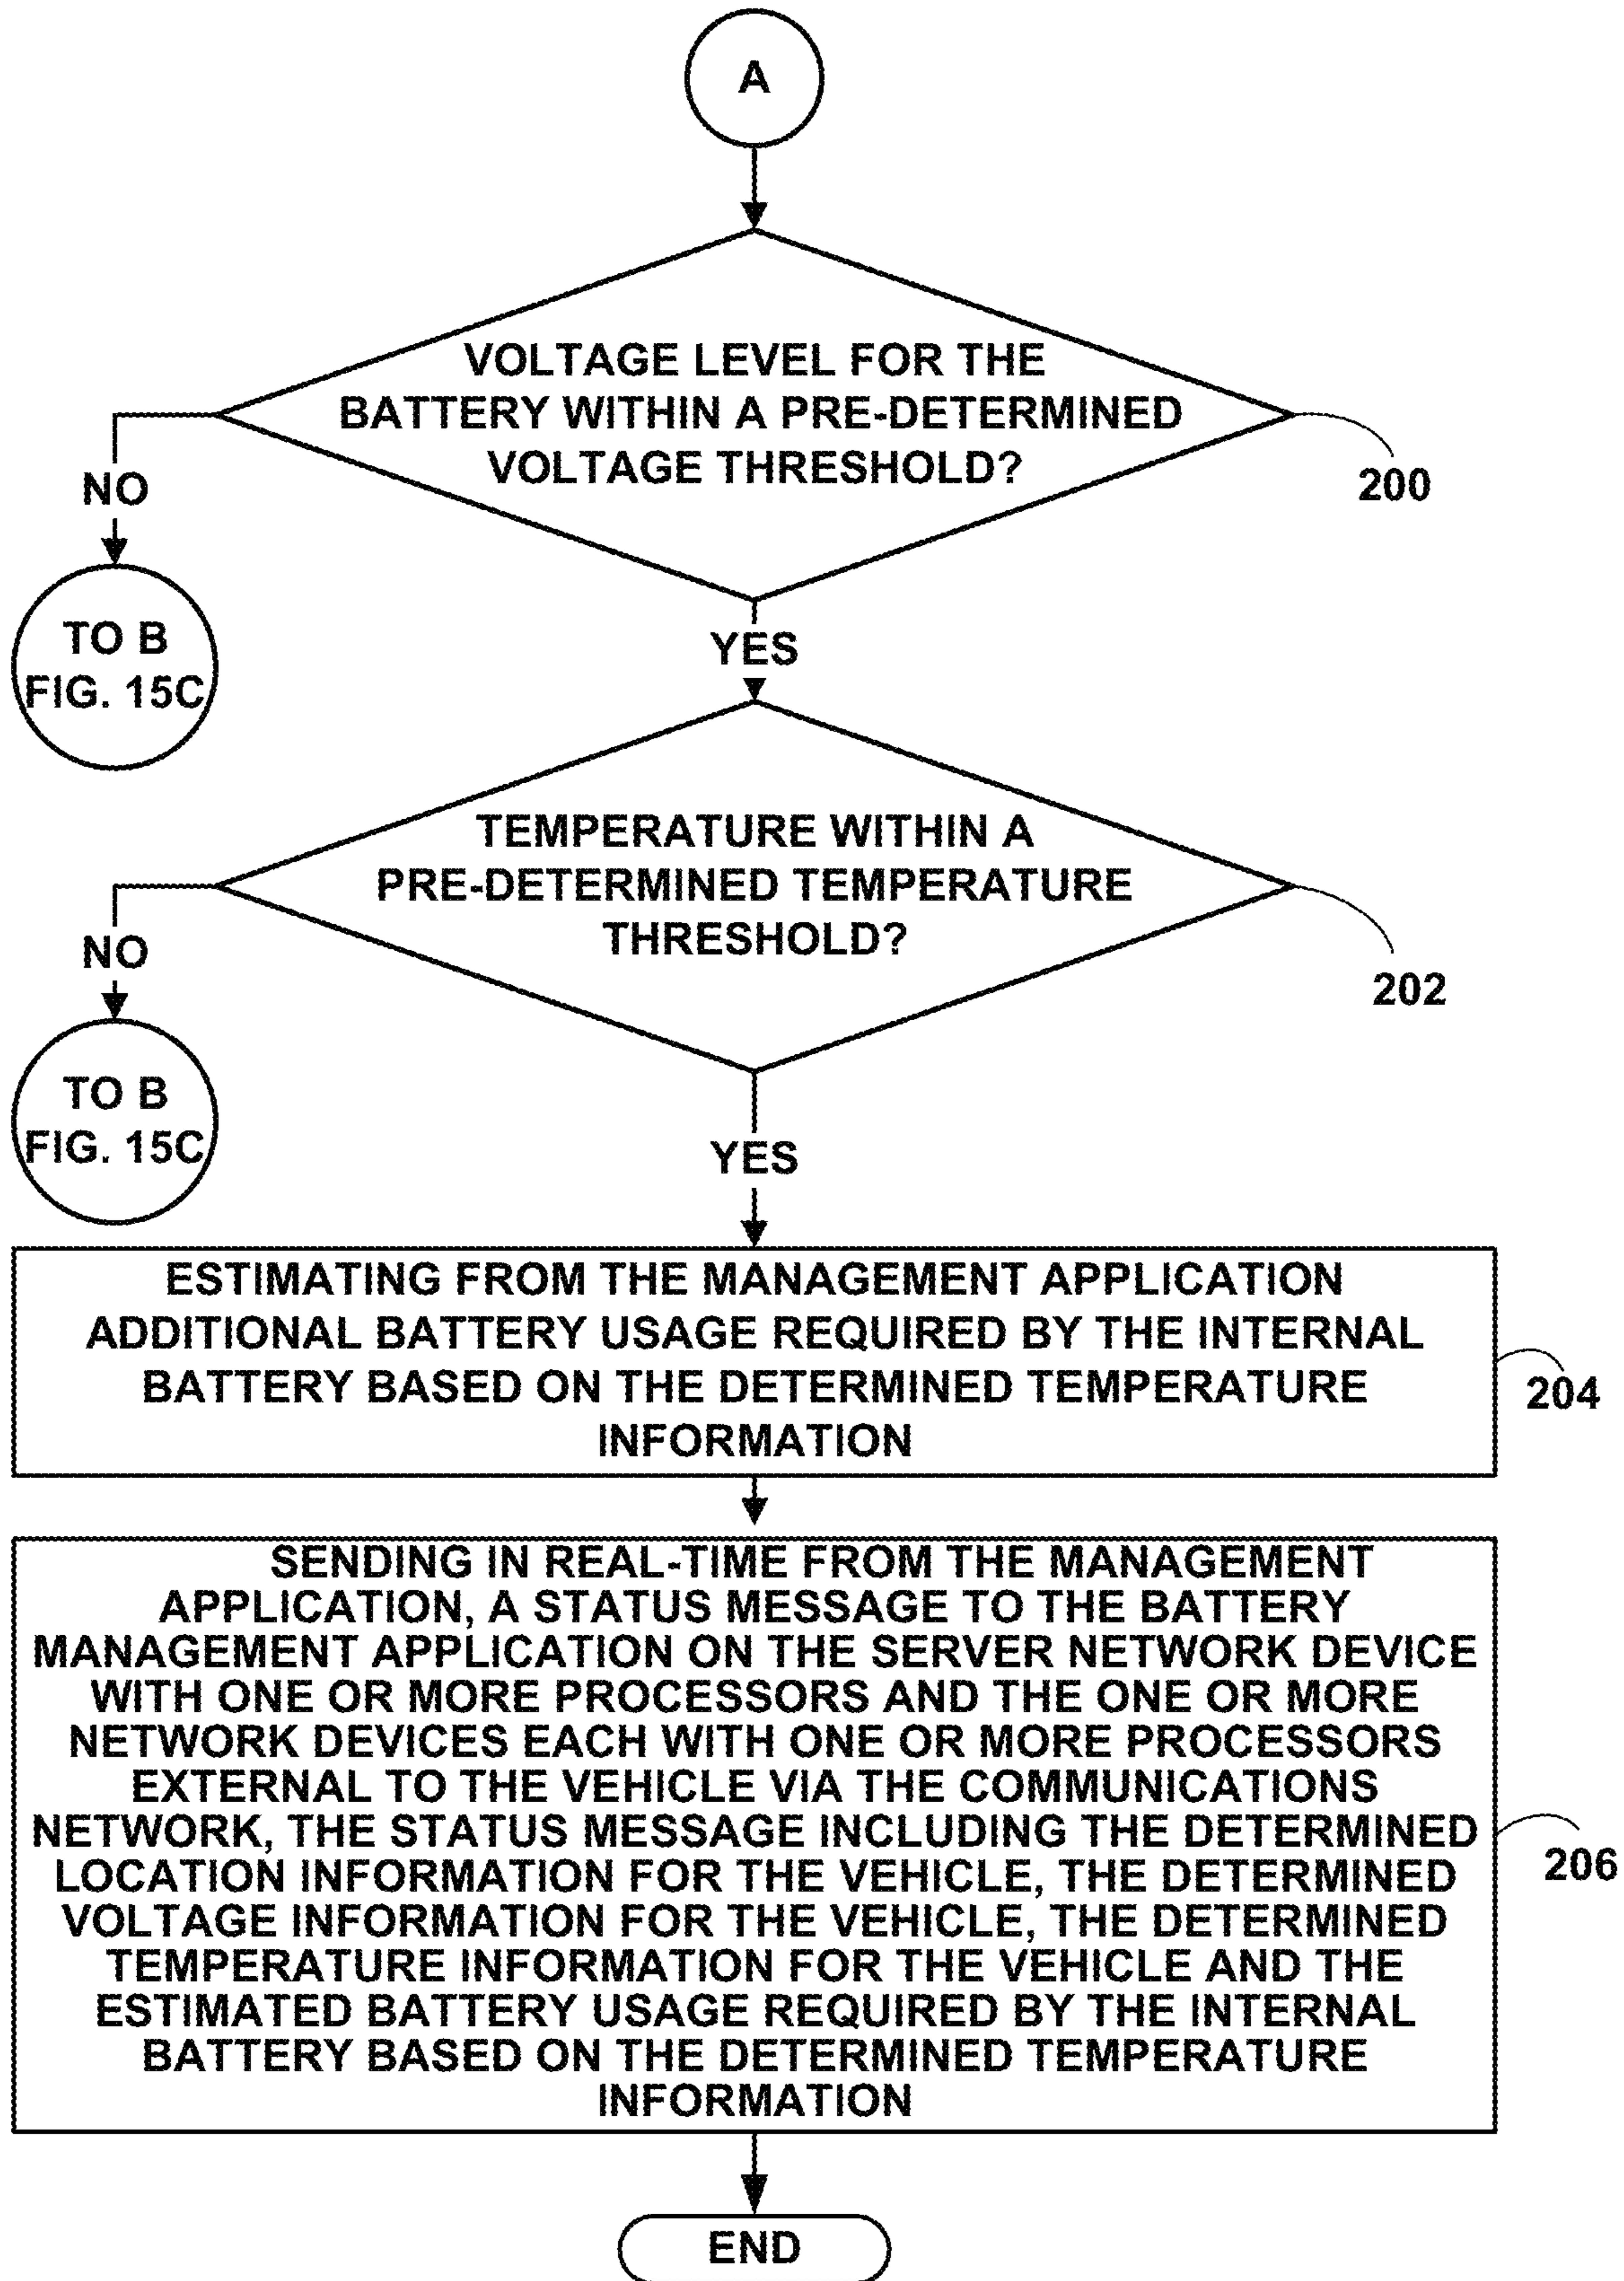 A
VOLTAGE LEVEL FOR THE
BATTERY WITHIN A PRE-DETERMINED
VOLTAGE THRESHOLD?
200
NO
TO B
FIG. 15C
YES
TEMPERATURE WITHIN A
PRE-DETERMINED TEMPERATURE
THRESHOLD?
202
NO
TO B
FIG. 15C
YES
ESTIMATING FROM THE MANAGEMENT APPLICATION
ADDITIONAL BATTERY USAGE REQUIRED BY THE INTERNAL
BATTERY BASED ON THE DETERMINED TEMPERATURE
INFORMATION
204
SENDING IN REAL-TIME FROM THE MANAGEMENT
APPLICATION, A STATUS MESSAGE TO THE BATTERY
MANAGEMENT APPLICATION ON THE SERVER NETWORK DEVICE
WITH ONE OR MORE PROCESSORS AND THE ONE OR MORE
NETWORK DEVICES EACH WITH ONE OR MORE PROCESSORS
EXTERNAL TO THE VEHICLE VIA THE COMMUNICATIONS
NETWORK, THE STATUS MESSAGE INCLUDING THE DETERMINED
LOCATION INFORMATION FOR THE VEHICLE, THE DETERMINED
VOLTAGE INFORMATION FOR THE VEHICLE, THE DETERMINED
TEMPERATURE INFORMATION FOR THE VEHICLE AND THE
ESTIMATED BATTERY USAGE REQUIRED BY THE INTERNAL
BATTERY BASED ON THE DETERMINED TEMPERATURE
INFORMATION
206
END